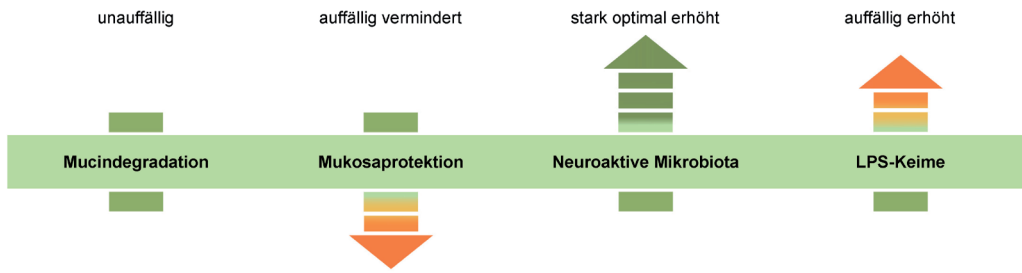 unauffällig auffällig vermindert stark optimal erhöht auffällig erhöht
Mucindegradation Mukosaprotektion Neuroaktive Mikrobiota LPS-Keime